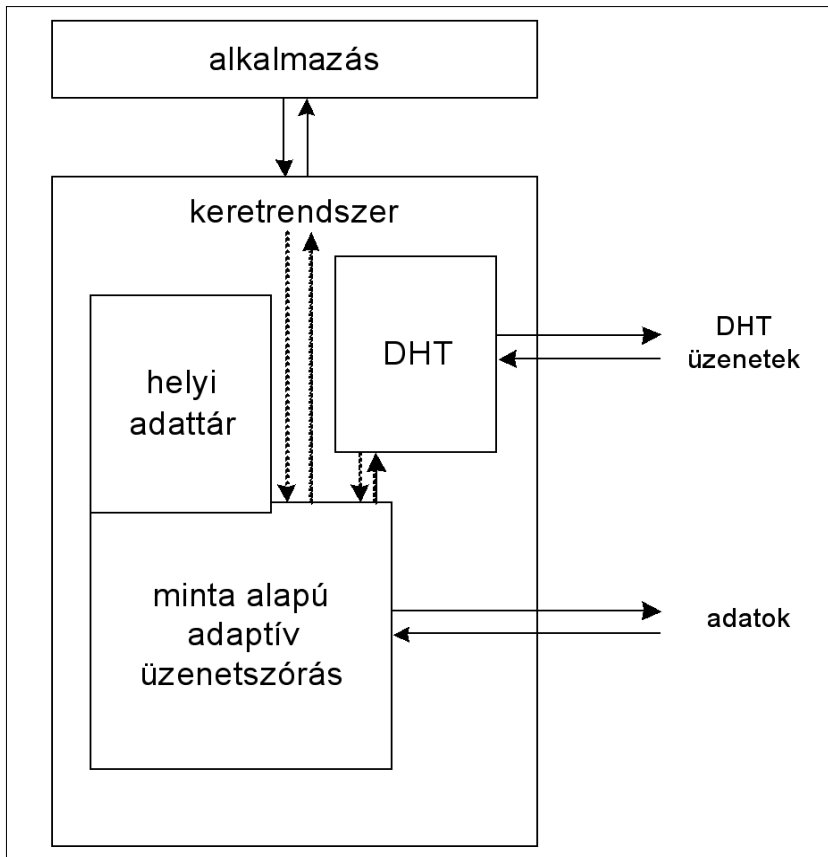 alkalmazás
keretrendszer
DHT
helyi
adattár
DHT
üzenetek
minta alapú
adaptív
üzenetszórás
adatok